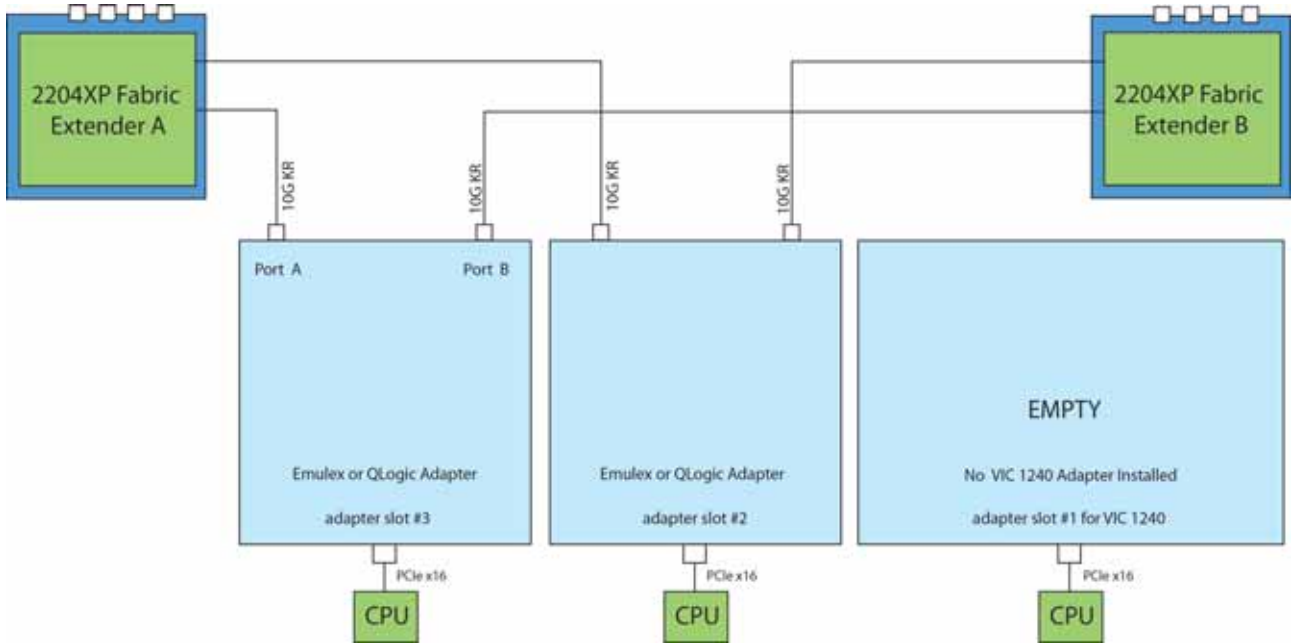 2204XP Fabric
Extender A
2204XP Fabric
Extender B
10G KR
10G KR
10G KR
10G KR
Port A
Port B
Emulex or QLogic Adapter
adapter slot #3
Emulex or QLogic Adapter
adapter slot #2
EMPTY
No VIC 1240 Adapter Installed
adapter slot #1 for VIC 1240
PCIe x16
PCIe x16
PCIe x16
CPU
CPU
CPU